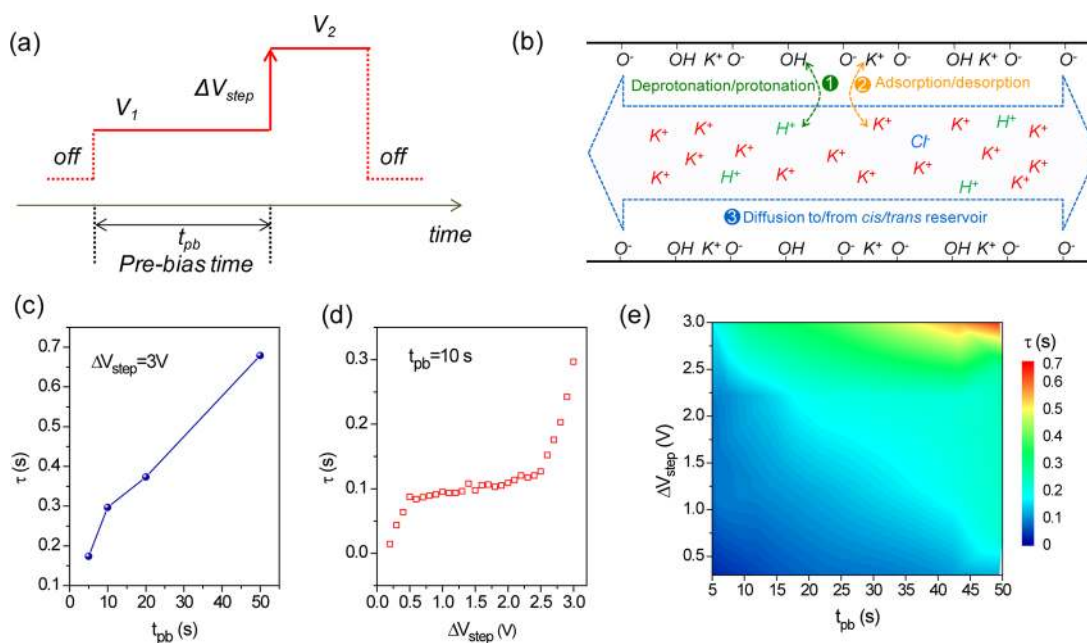 (a)
V1
V2
ΔVstep
off
off
tpb
time
Pre-bias time
(b)
O- OH K+ O- OH O- K+ O- OH K+ O- O-
Deprotonation/protonation 1
2 Adsorption/desorption
K+ K+ H+ K+ Cl- K+ H+ K+
K+ K+ K+ K+ K+
K+ H+ K+ K+ K+ H+ K+
3 Diffusion to/from cis/trans reservoir
O- OH K+ O- OH O- K+ O- OH K+ O- O-
(c)
ΔVstep=3V
0.7
0.6
0.5
0.4
0.3
0.2
0.1
τ (s)
0 10 20 30 40 50
tpb (s)
(d)
tpb=10 s
0.3
0.2
0.1
0.0
τ (s)
0.0 0.5 1.0 1.5 2.0 2.5 3.0
ΔVstep (V)
(e)
3.0
2.5
2.0
1.5
1.0
0.5
ΔVstep (V)
5 10 15 20 25 30 35 40 45 50
tpb (s)
τ (s)
0.7
0.6
0.5
0.4
0.3
0.2
0.1
0